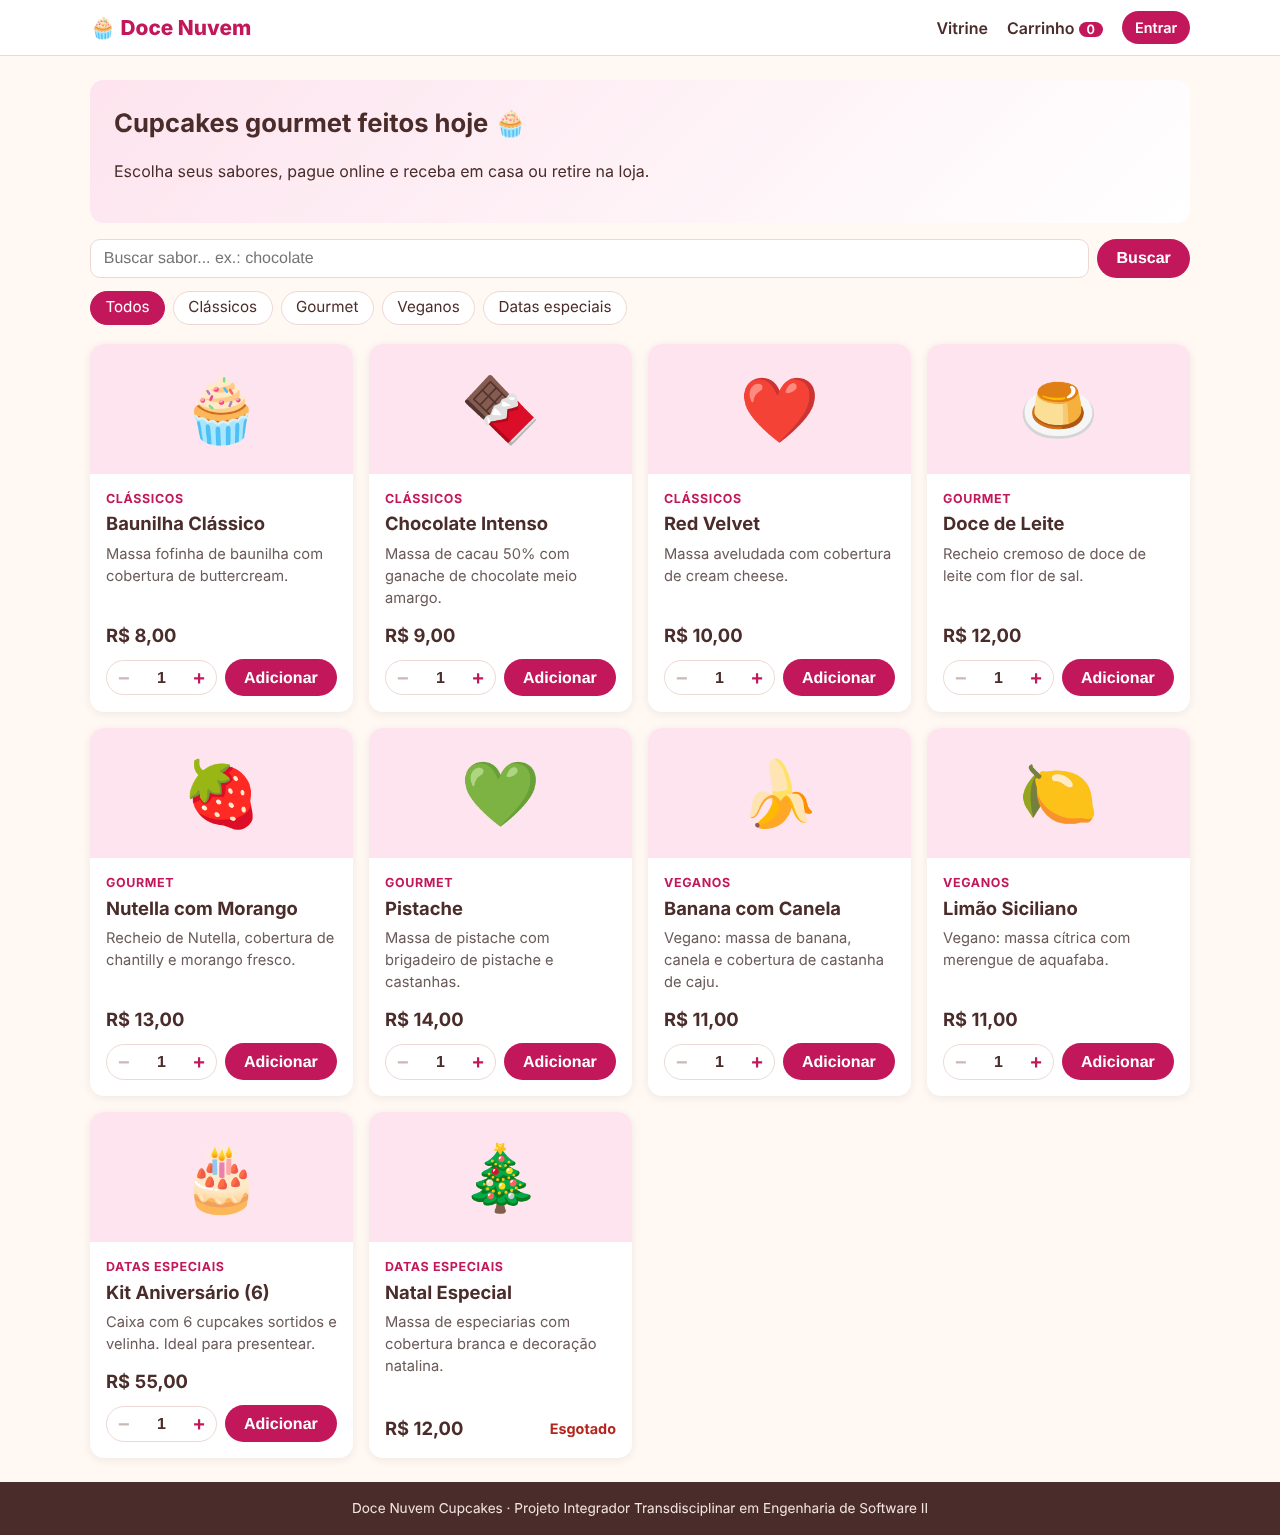 Doce Nuvem
Vitrine
Carrinho 0
Entrar
Cupcakes gourmet feitos hoje
Escolha seus sabores, pague online e receba em casa ou retire na loja.
Buscar sabor... ex.: chocolate
Buscar
Todos
Clássicos
Gourmet
Veganos
Datas especiais
CLÁSSICOS
Baunilha Clássico
Massa fofinha de baunilha com
cobertura de buttercream.
R$ 8,00
− 1 +
Adicionar
CLÁSSICOS
Chocolate Intenso
Massa de cacau 50% com
ganache de chocolate meio
amargo.
R$ 9,00
− 1 +
Adicionar
CLÁSSICOS
Red Velvet
Massa aveludada com cobertura
de cream cheese.
R$ 10,00
− 1 +
Adicionar
GOURMET
Doce de Leite
Recheio cremoso de doce de
leite com flor de sal.
R$ 12,00
− 1 +
Adicionar
GOURMET
Nutella com Morango
Recheio de Nutella, cobertura de
chantilly e morango fresco.
R$ 13,00
− 1 +
Adicionar
GOURMET
Pistache
Massa de pistache com
brigadeiro de pistache e
castanhas.
R$ 14,00
− 1 +
Adicionar
VEGANOS
Banana com Canela
Vegano: massa de banana,
canela e cobertura de castanha
de caju.
R$ 11,00
− 1 +
Adicionar
VEGANOS
Limão Siciliano
Vegano: massa cítrica com
merengue de aquafaba.
R$ 11,00
− 1 +
Adicionar
DATAS ESPECIAIS
Kit Aniversário (6)
Caixa com 6 cupcakes sortidos e
velinha. Ideal para presentear.
R$ 55,00
− 1 +
Adicionar
DATAS ESPECIAIS
Natal Especial
Massa de especiarias com
cobertura branca e decoração
natalina.
R$ 12,00
Esgotado
Doce Nuvem Cupcakes · Projeto Integrador Transdisciplinar em Engenharia de Software II